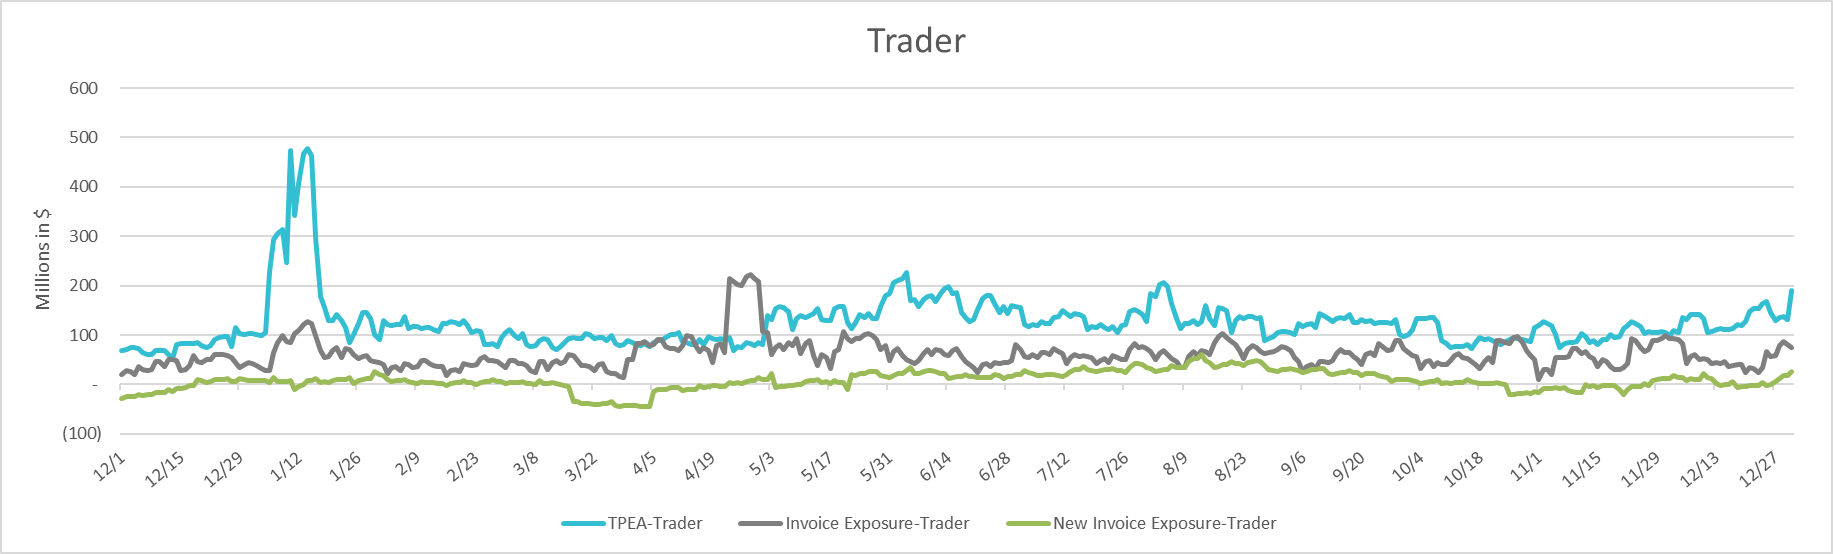 Trader
Millions in $
600
500
400
300
200
100
-
(100)
12/1 12/15 12/29 1/12 1/26 2/9 2/23 3/8 3/22 4/5 4/19 5/3 5/17 5/31 6/14 6/28 7/12 7/26 8/9 8/23 9/6 9/20 10/4 10/18 11/1 11/15 11/29 12/13 12/27
TPEA-Trader Invoice Exposure-Trader New Invoice Exposure-Trader